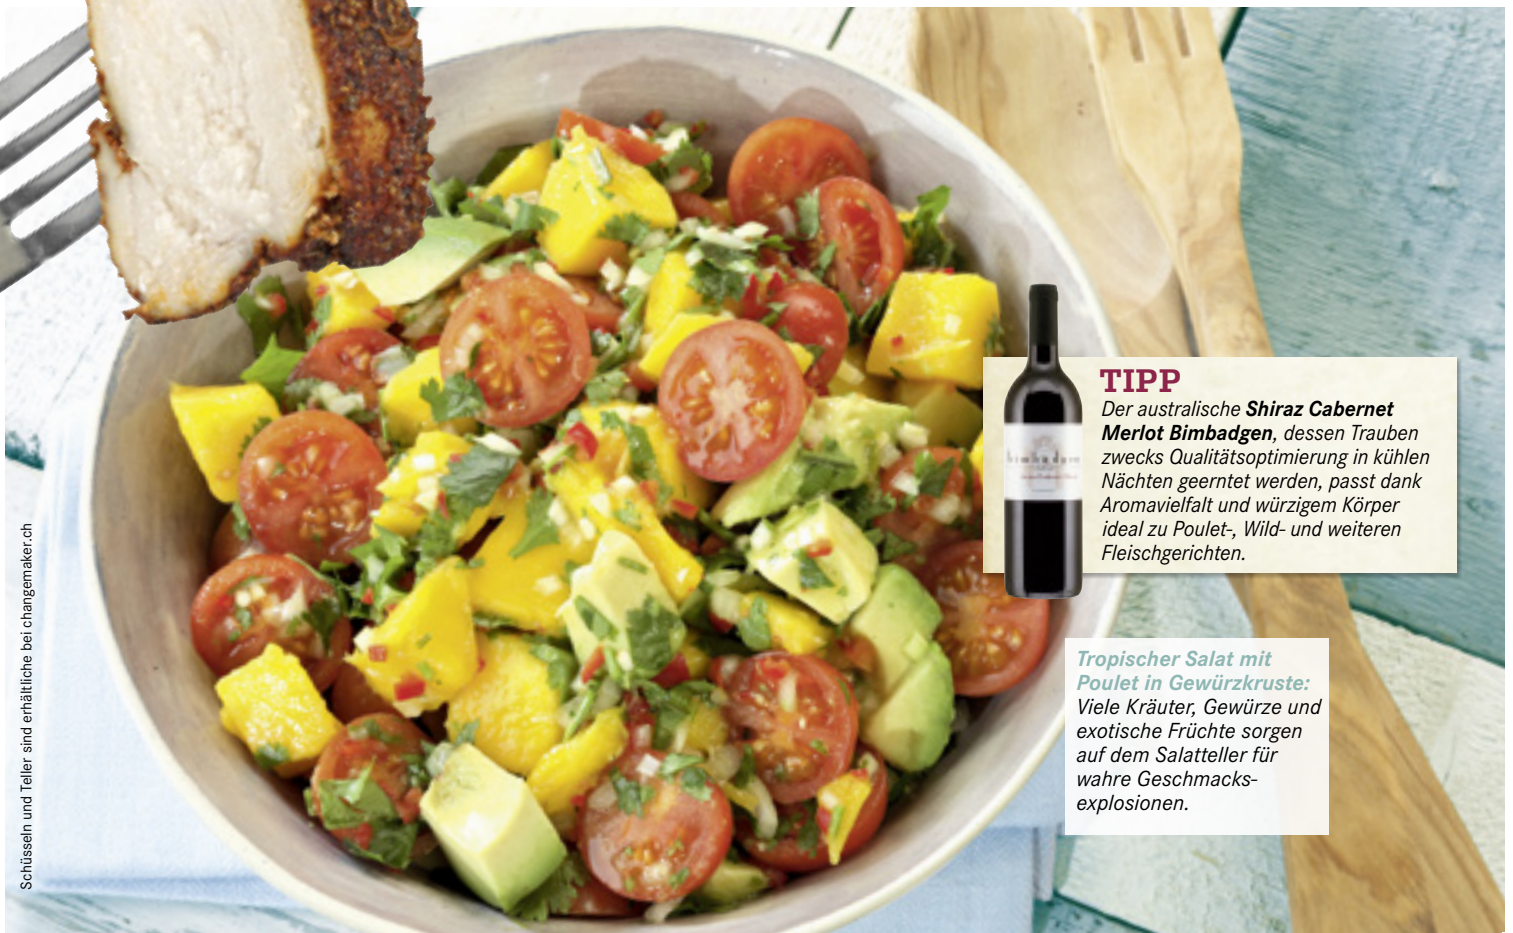 TIPP
Der australische Shiraz Cabernet
Merlot Bimbadgen, dessen Trauben
zwecks Qualitätsoptimierung in kühlen
Nächten geerntet werden, passt dank
Aromavielfalt und würzigem Körper
ideal zu Poulet-, Wild- und weiteren
Fleischgerichten.
Tropischer Salat mit
Poulet in Gewürzkruste:
Viele Kräuter, Gewürze und
exotische Früchte sorgen
auf dem Salatteller für
wahre Geschmacks-
explosionen.
Schüsseln und Teller sind erhältliche bei changemaker.ch